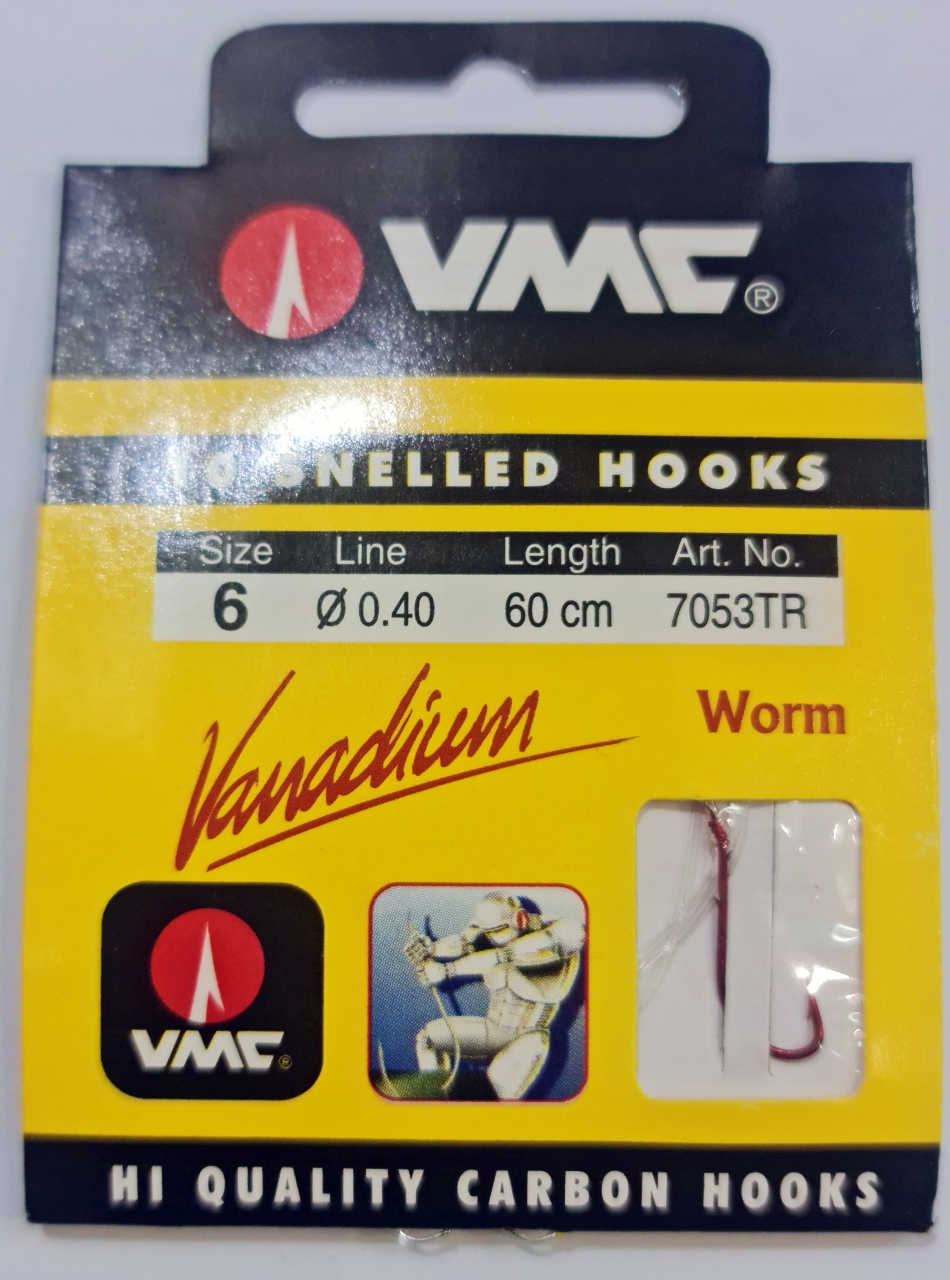 VMC®
10 SNELLED HOOKS
Size Line Length Art. No.
6 Ø 0.40 60 cm 7053TR
Vanadium
Worm
VMC®
HI QUALITY CARBON HOOKS